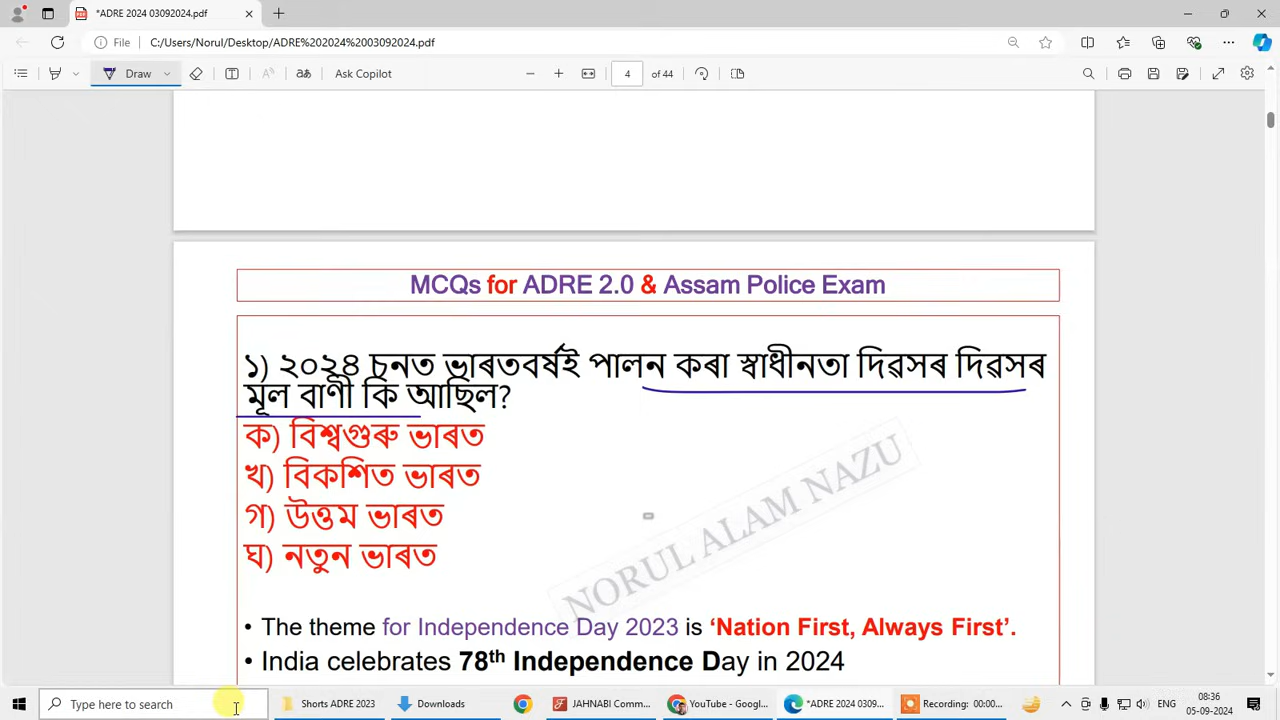 *ADRE 2024 03092024.pdf
File C:/Users/Norul/Desktop/ADRE%202024%2003092024.pdf
Draw Ask Copilot 4 of 44
MCQs for ADRE 2.0 & Assam Police Exam
১) ২০২৪ চনত ভাৰতবৰ্ষই পালন কৰা স্বাধীনতা দিৱসৰ দিৱসৰ
মূল বাণী কি আছিল?
ক) বিশ্বগুৰু ভাৰত
খ) বিকশিত ভাৰত
গ) উত্তম ভাৰত
ঘ) নতুন ভাৰত
NORUL ALAM NAZU
• The theme for Independence Day 2023 is ‘Nation First, Always First’.
• India celebrates 78th Independence Day in 2024
Type here to search Shorts ADRE 2023 Downloads JAHNABI Comm... YouTube - Googl... *ADRE 2024 0309... Recording: 00:00... ENG 08:36
05-09-2024